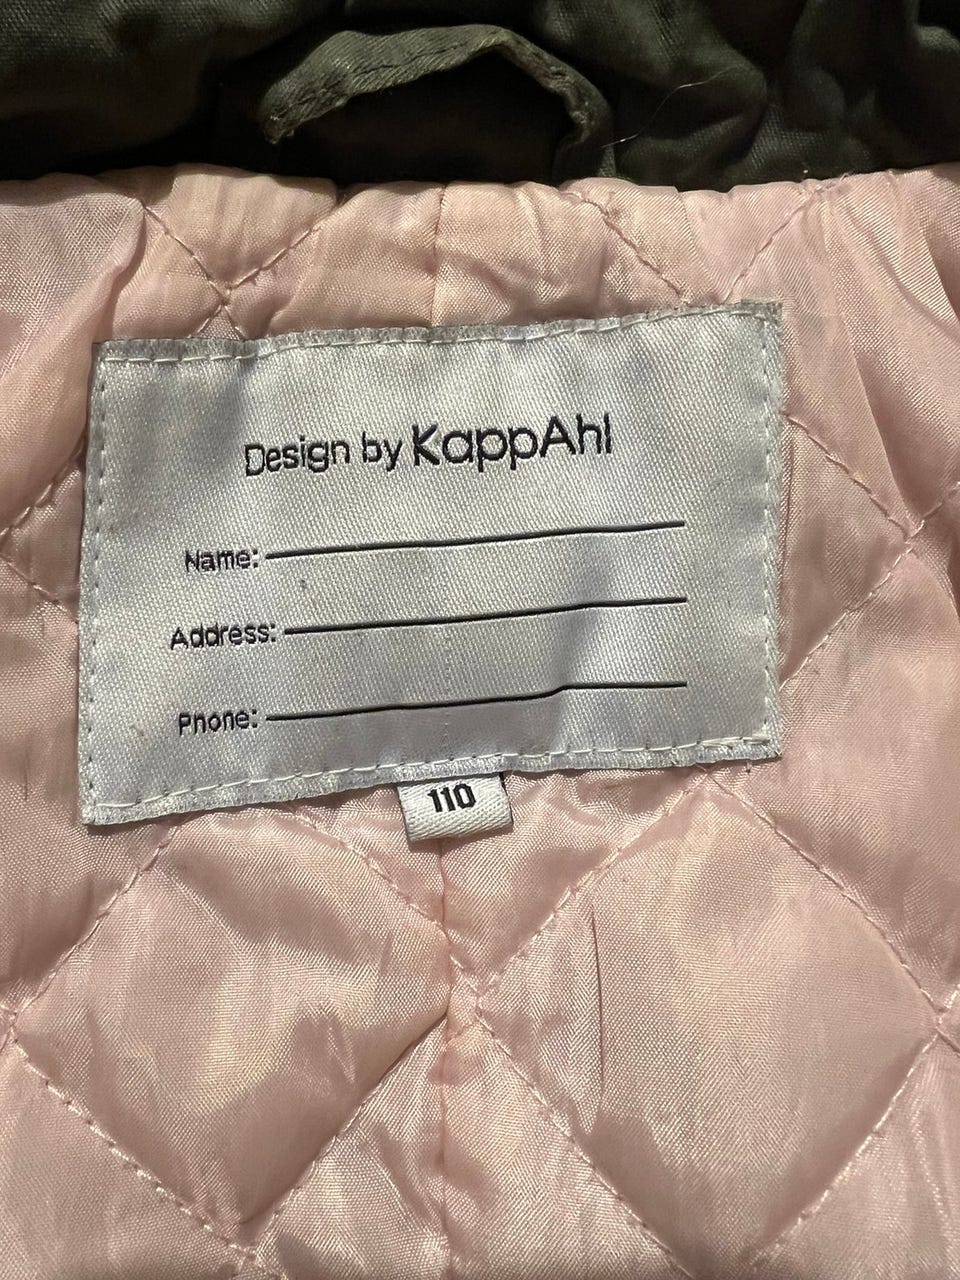 Design by KappAhl
Name:
Address:
Phone:
110